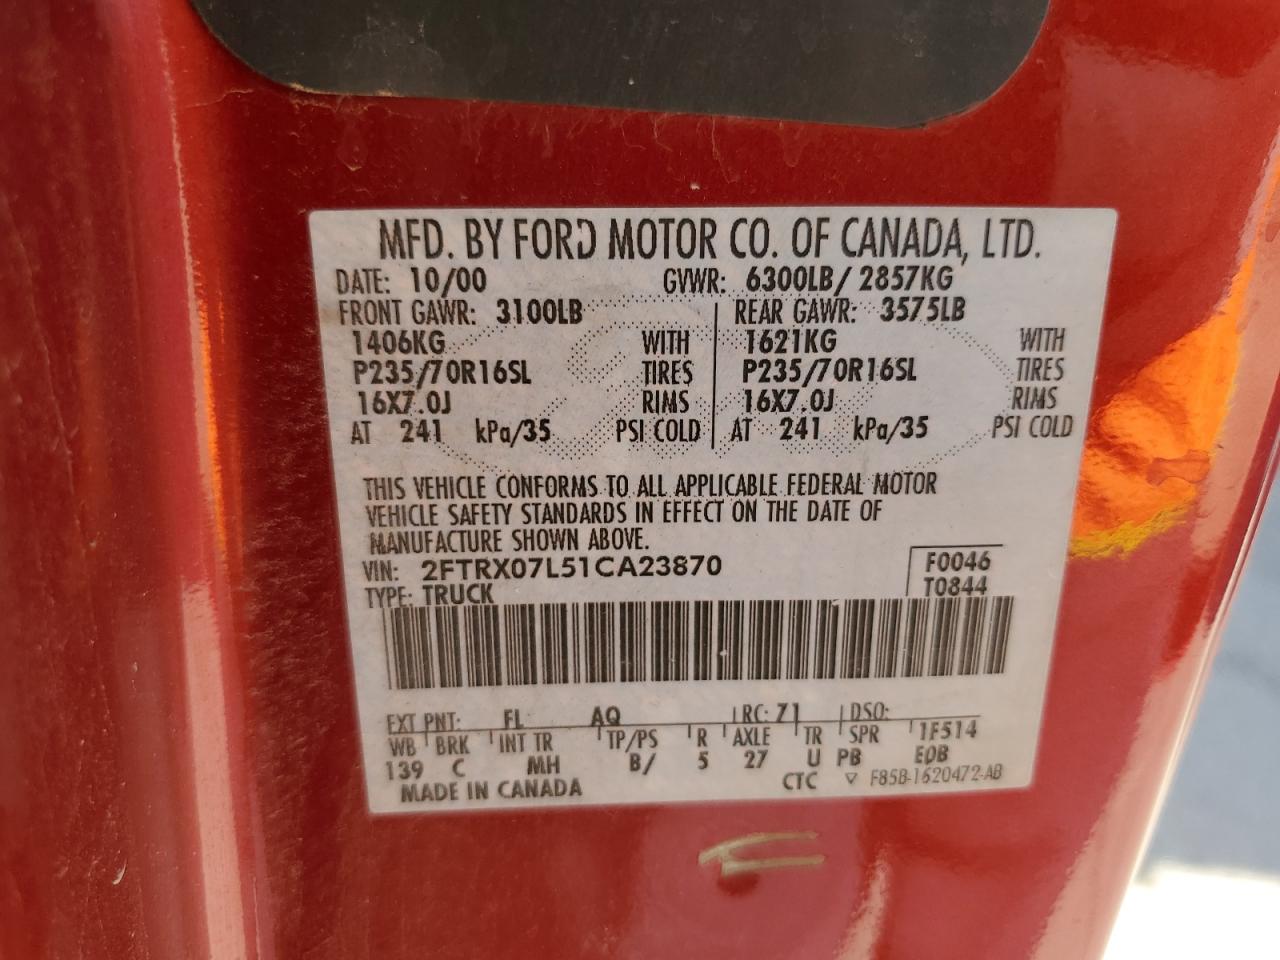 MFD. BY FORD MOTOR CO. OF CANADA, LTD.
DATE: 10/00 GVWR: 6300LB/ 2857KG
FRONT GAWR: 3100LB REAR GAWR: 3575LB
1406KG WITH 1621KG WITH
P235/70R16SL TIRES P235/70R16SL TIRES
16X7.0J RIMS 16X7.0J RIMS
AT 241 kPa/35 PSI COLD AT 241 kPa/35 PSI COLD
THIS VEHICLE CONFORMS TO ALL APPLICABLE FEDERAL MOTOR
VEHICLE SAFETY STANDARDS IN EFFECT ON THE DATE OF
MANUFACTURE SHOWN ABOVE.
VIN: 2FTRX07L51CA23870 F0046
TYPE: TRUCK T0844
EXT PNT: FL AQ RC: 71 DSO:
WB BRK INT TR TP/PS R AXLE TR SPR 1F514
139 C MH B/ 5 27 U PB EOB
MADE IN CANADA CTC ▽ F85B-1620472-AB